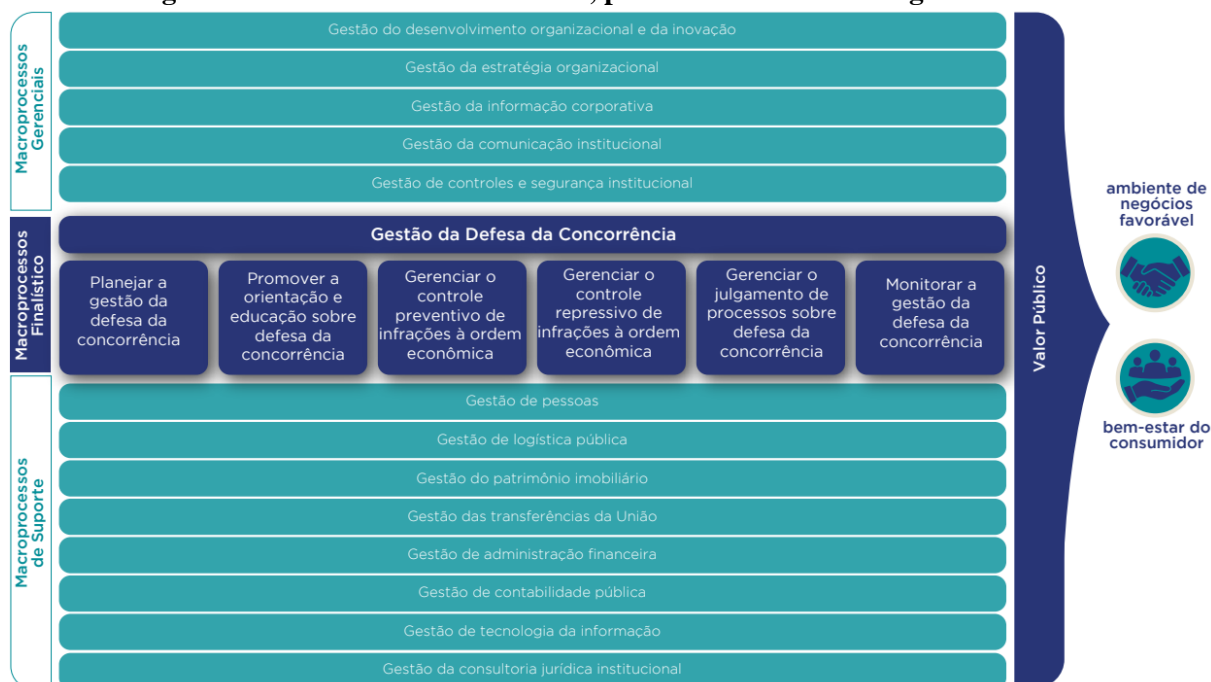 Macroprocessos
Gerenciais
Gestão do desenvolvimento organizacional e da inovação
Gestão da estratégia organizacional
Gestão da informação corporativa
Gestão da comunicação institucional
Gestão de controles e segurança institucional
Macroprocessos
Finalístico
Gestão da Defesa da Concorrência
Planejar a
gestão da
defesa da
concorrência
Promover a
orientação e
educação sobre
defesa da
concorrência
Gerenciar o
controle
preventivo de
infrações à ordem
econômica
Gerenciar o
controle
repressivo de
infrações à ordem
econômica
Gerenciar o
julgamento de
processos sobre
defesa da
concorrência
Monitorar a
gestão da
defesa da
concorrência
Macroprocessos
de Suporte
Gestão de pessoas
Gestão de logística pública
Gestão do patrimônio imobiliário
Gestão das transferências da União
Gestão de administração financeira
Gestão de contabilidade pública
Gestão de tecnologia da informação
Gestão da consultoria jurídica institucional
Valor Público
ambiente de
negócios
favorável
bem-estar do
consumidor